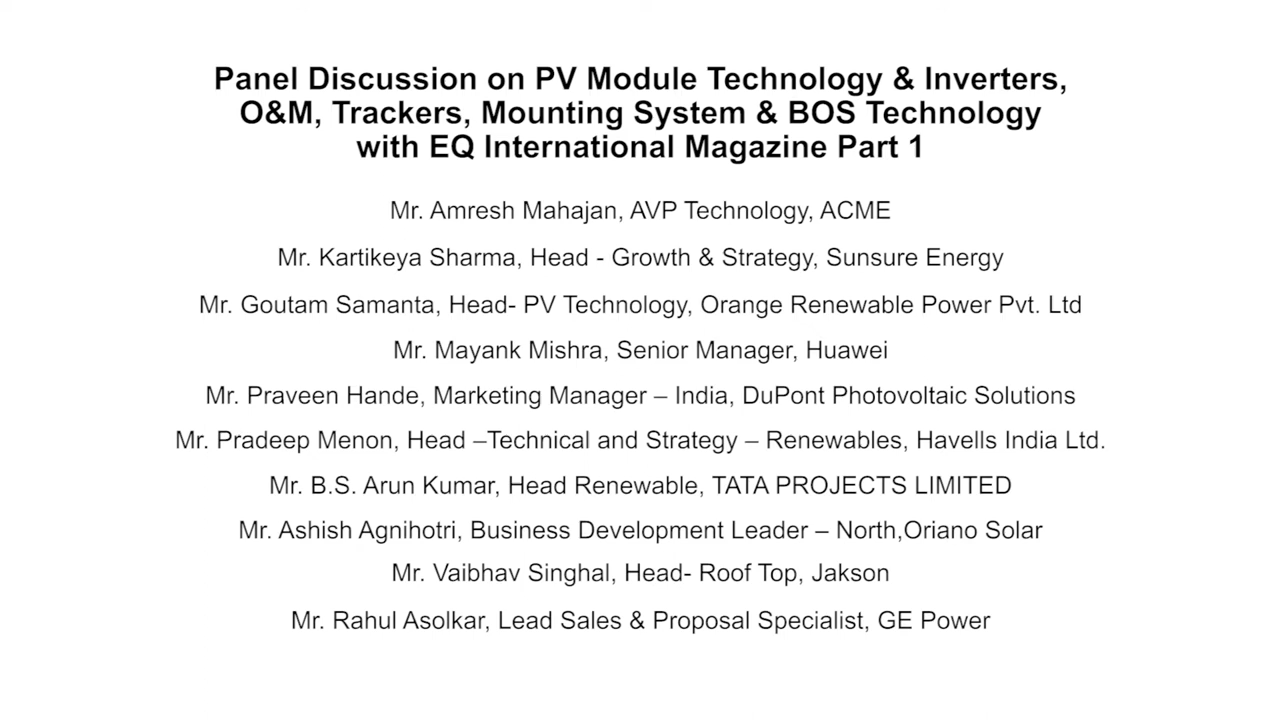 Panel Discussion on PV Module Technology & Inverters,
O&M, Trackers, Mounting System & BOS Technology
with EQ International Magazine Part 1
Mr. Amresh Mahajan, AVP Technology, ACME
Mr. Kartikeya Sharma, Head - Growth & Strategy, Sunsure Energy
Mr. Goutam Samanta, Head- PV Technology, Orange Renewable Power Pvt. Ltd
Mr. Mayank Mishra, Senior Manager, Huawei
Mr. Praveen Hande, Marketing Manager – India, DuPont Photovoltaic Solutions
Mr. Pradeep Menon, Head –Technical and Strategy – Renewables, Havells India Ltd.
Mr. B.S. Arun Kumar, Head Renewable, TATA PROJECTS LIMITED
Mr. Ashish Agnihotri, Business Development Leader – North,Oriano Solar
Mr. Vaibhav Singhal, Head- Roof Top, Jakson
Mr. Rahul Asolkar, Lead Sales & Proposal Specialist, GE Power